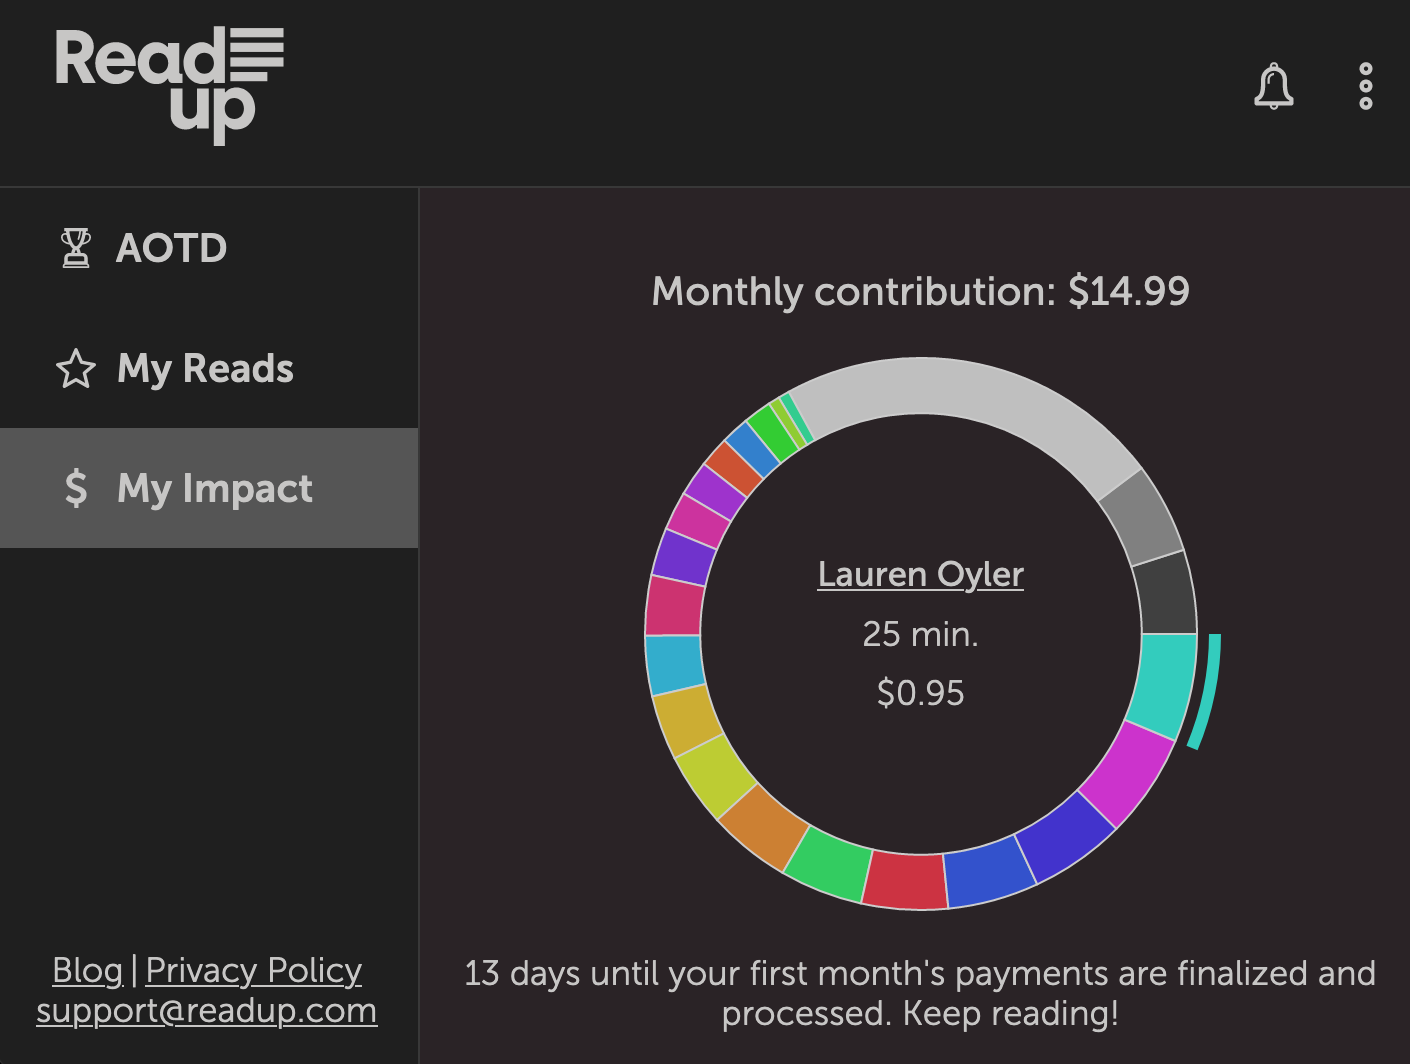 Read
up
AOTD
My Reads
$ My Impact
Monthly contribution: $14.99
Lauren Oyler
25 min.
$0.95
13 days until your first month's payments are finalized and
processed. Keep reading!
Blog | Privacy Policy
support@readup.com